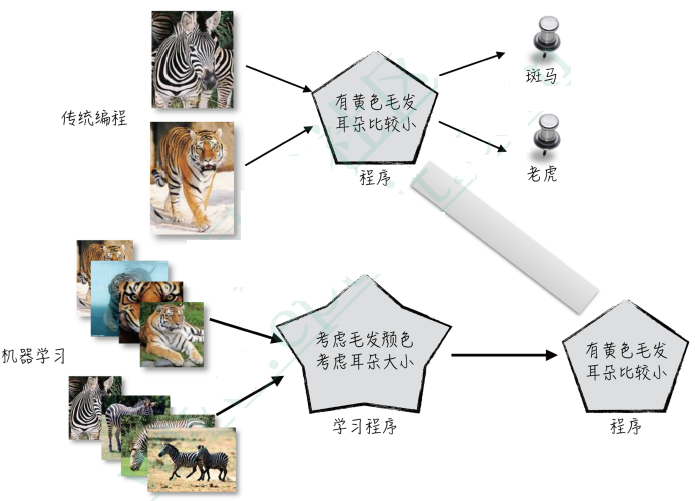 传统编程
有黄色毛发
耳朵比较小
程序
斑马
老虎
机器学习
考虑毛发颜色
考虑耳朵大小
学习程序
有黄色毛发
耳朵比较小
程序